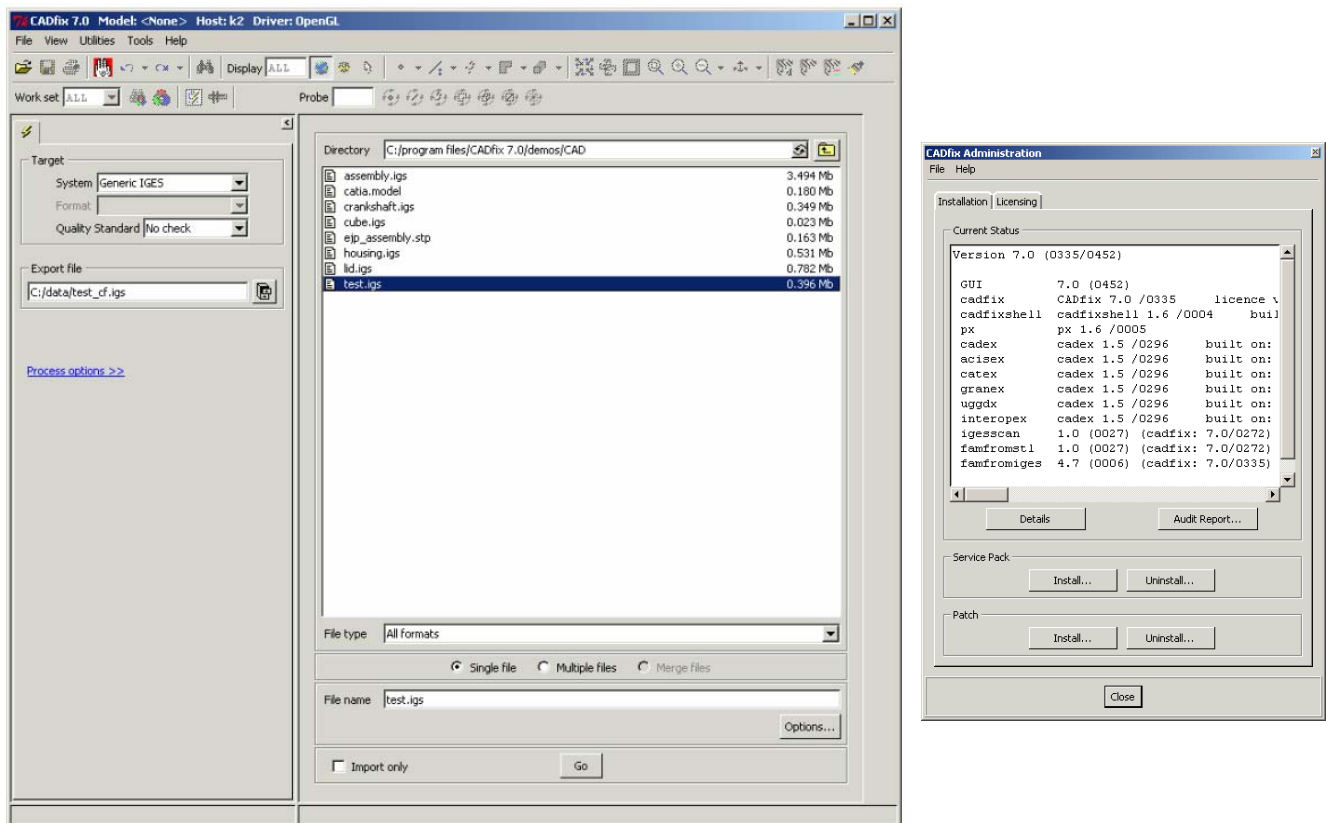 CADfix 7.0 Model: <None> Host: k2 Driver: OpenGL
File View Utilities Tools Help
Display ALL
Work set ALL
Probe
Target
System Generic IGES
Format
Quality Standard No check
Export file
C:/data/test_cf.igs
Process options >>
Directory C:/program files/CADfix 7.0/demos/CAD
assembly.igs 3.494 Mb
catia.model 0.180 Mb
crankshaft.igs 0.349 Mb
cube.igs 0.023 Mb
ejp_assembly.stp 0.163 Mb
housing.igs 0.531 Mb
lid.igs 0.782 Mb
test.igs 0.396 Mb
File type All formats
Single file Multiple files Merge files
File name test.igs
Options...
Import only Go
CADfix Administration
File Help
Installation Licensing
Current Status
Version 7.0 (0335/0452)
GUI 7.0 (0452)
cadfix CADfix 7.0 /0335 licence
cadfixshell cadfixshell 1.6 /0004 buil
px px 1.6 /0005
cadex cadex 1.5 /0296 built on:
acisex cadex 1.5 /0296 built on:
catex cadex 1.5 /0296 built on:
granex cadex 1.5 /0296 built on:
uggdx cadex 1.5 /0296 built on:
interopex cadex 1.5 /0296 built on:
igesscan 1.0 (0027) (cadfix: 7.0/0272)
famfromstl 1.0 (0027) (cadfix: 7.0/0272)
famfromiges 4.7 (0006) (cadfix: 7.0/0335)
Details Audit Report...
Service Pack
Install... Uninstall...
Patch
Install... Uninstall...
Close